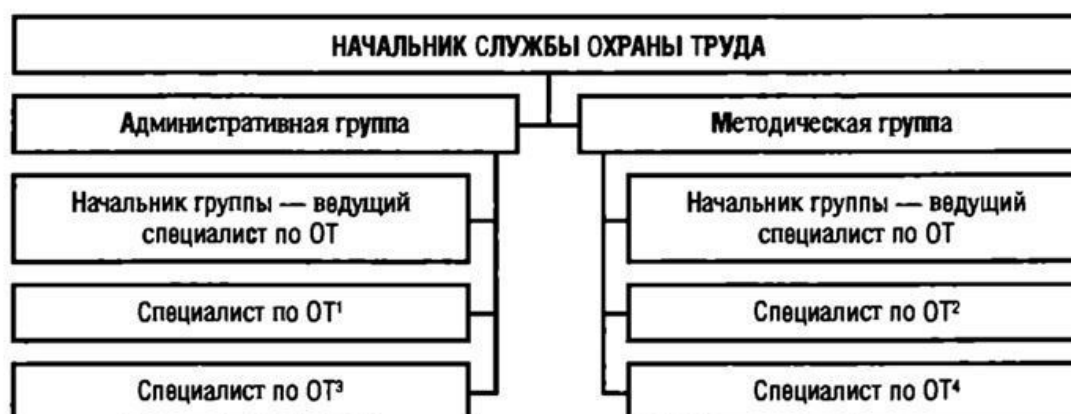 НАЧАЛЬНИК СЛУЖБЫ ОХРАНЫ ТРУДА
Административная группа
Методическая группа
Начальник группы — ведущий
специалист по ОТ
Начальник группы — ведущий
специалист по ОТ
Специалист по ОТ¹
Специалист по ОТ²
Специалист по ОТ³
Специалист по ОТ⁴